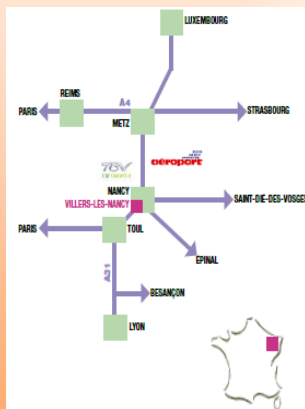 LUXEMBOURG
REIMS
A4
PARIS
METZ
STRASBOURG
TGV
aéroport
NANCY
VILLERS-LES-NANCY
SAINT-DIE-DES-VOSGES
PARIS
TOUL
EPINAL
A31
BESANÇON
LYON